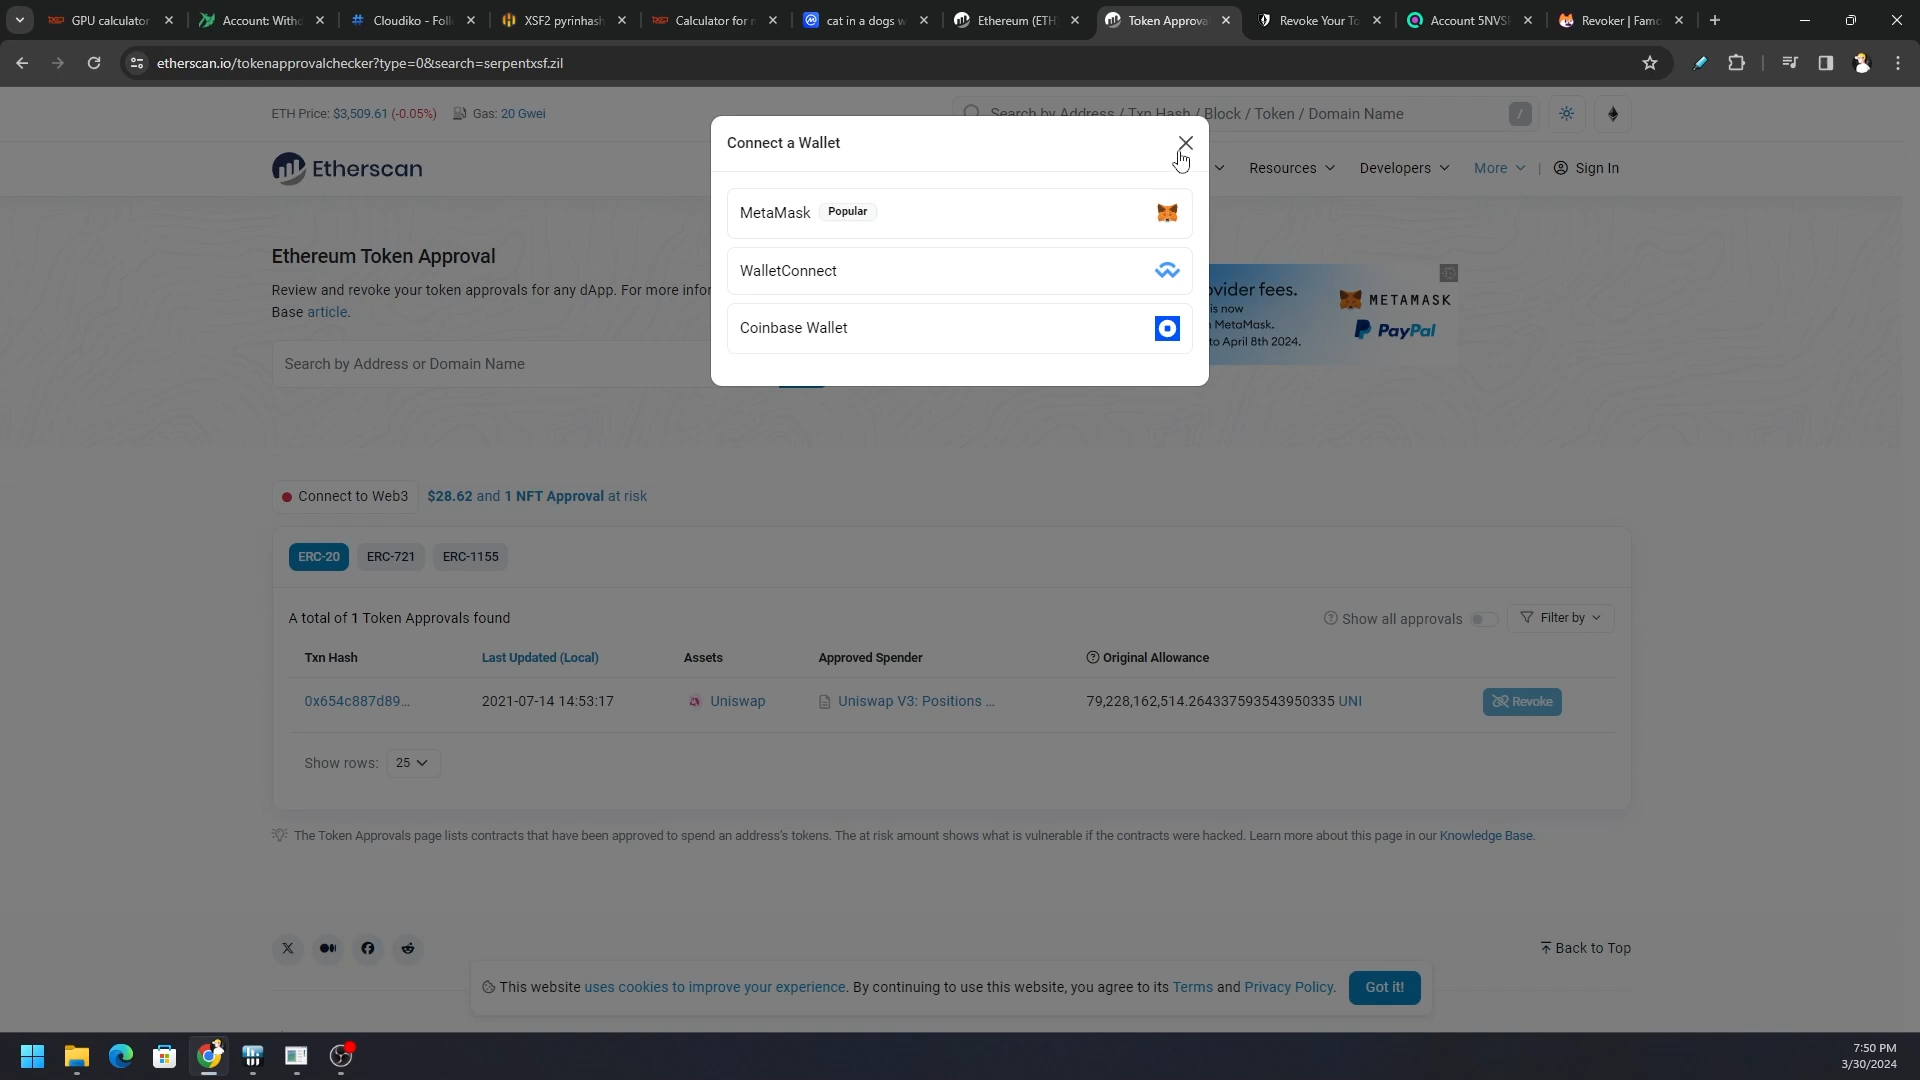 GPU calculator
Account: With
Cloudiko - Foll
XSF2 pyrinhash
Calculator for
cat in a dogs w
Ethereum (ETH
Token Approva
Revoke Your To
Account 5NVS
Revoker | Famo
etherscan.io/tokenapprovalchecker?type=0&search=serpentxsf.zil
ETH Price: $3,509.61 (-0.05%) Gas: 20 Gwei
Search by Address / Txn Hash / Block / Token / Domain Name
/
Connect a Wallet
Etherscan
Resources
Developers
More
Sign In
MetaMask Popular
WalletConnect
Coinbase Wallet
Ethereum Token Approval
Review and revoke your token approvals for any dApp. For more infor
Base article.
vider fees.
is now
MetaMask.
to April 8th 2024.
METAMASK
PayPal
Search by Address or Domain Name
Connect to Web3 $28.62 and 1 NFT Approval at risk
ERC-20 ERC-721 ERC-1155
A total of 1 Token Approvals found
Show all approvals
Filter by
Txn Hash Last Updated (Local) Assets Approved Spender Original Allowance
0x654c887d89... 2021-07-14 14:53:17 Uniswap Uniswap V3: Positions ... 79,228,162,514.264337593543950335 UNI Revoke
Show rows: 25
The Token Approvals page lists contracts that have been approved to spend an address's tokens. The at risk amount shows what is vulnerable if the contracts were hacked. Learn more about this page in our Knowledge Base.
Back to Top
This website uses cookies to improve your experience. By continuing to use this website, you agree to its Terms and Privacy Policy.
Got it!
7:50 PM
3/30/2024